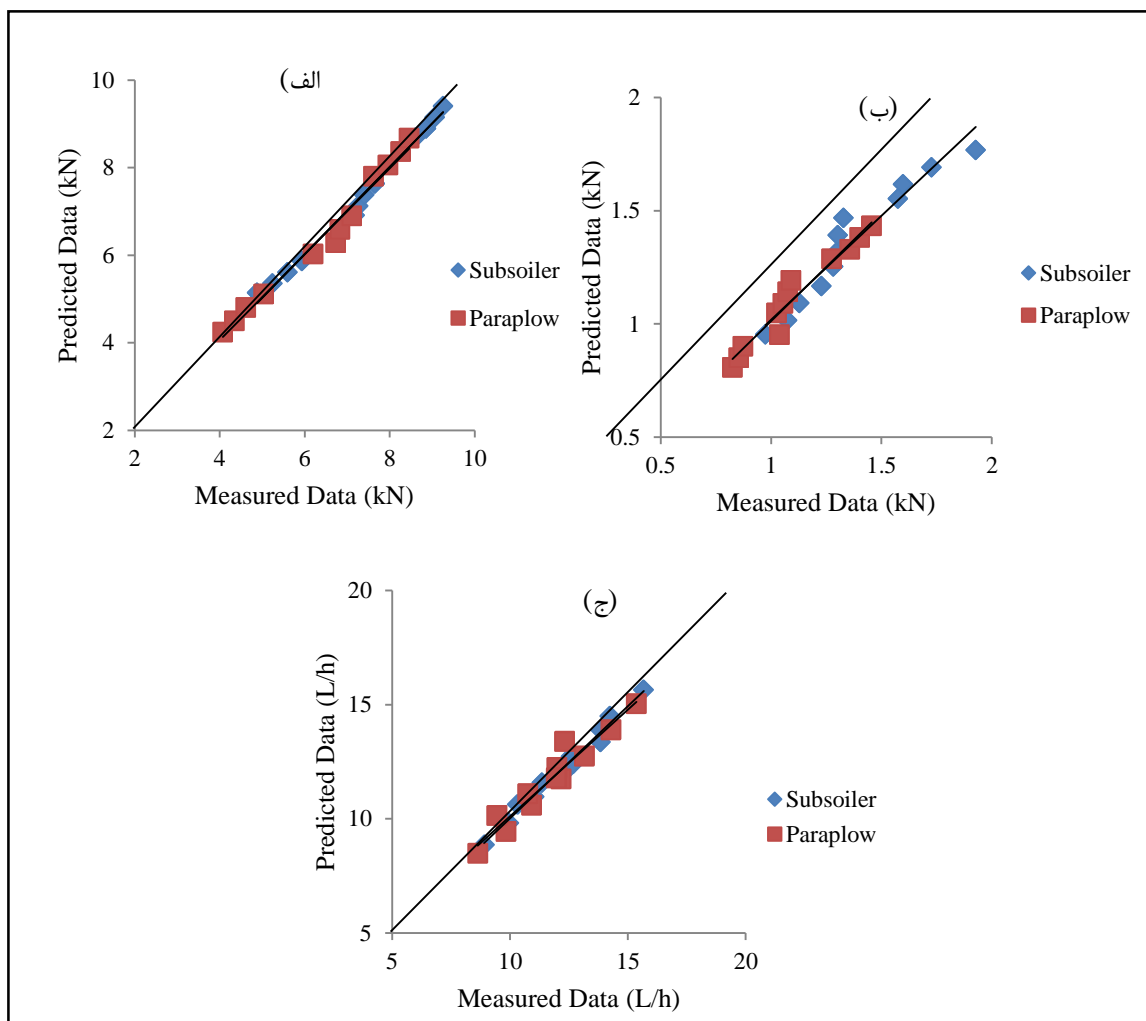 الف)
10
8
6
4
2
Predicted Data (kN)
2 4 6 8 10
Measured Data (kN)
Subsoiler
Paraplow
(ب)
2
1.5
1
0.5
Predicted Data (kN)
0.5 1 1.5 2
Measured Data (kN)
Subsoiler
Paraplow
(ج)
20
15
10
5
Predicted Data (L/h)
5 10 15 20
Measured Data (L/h)
Subsoiler
Paraplow